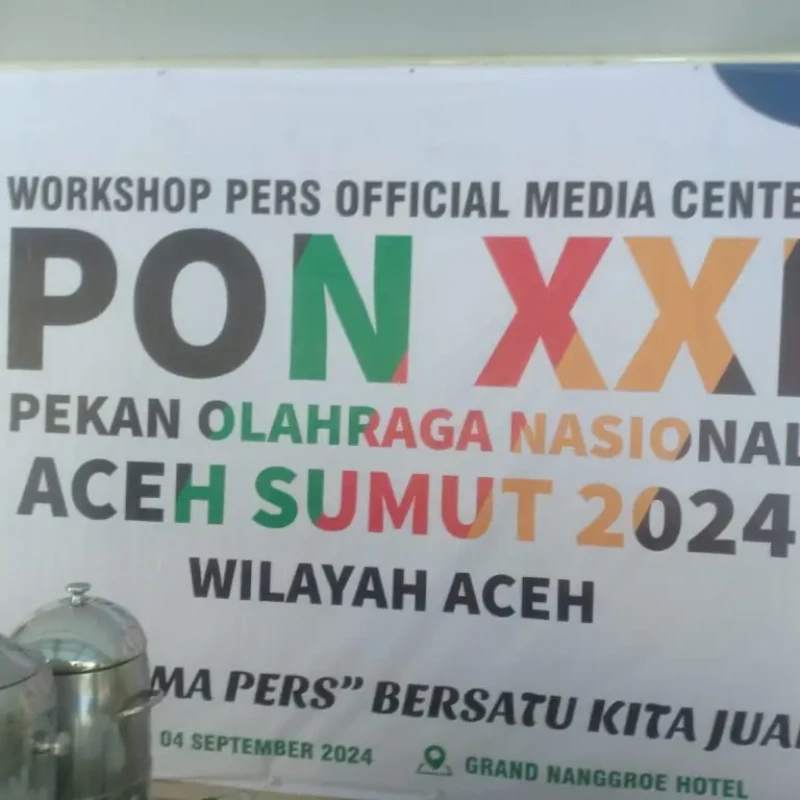 WORKSHOP PERS OFFICIAL MEDIA CENTE
PON XXI
PEKAN OLAHRAGA NASIONAL
ACEH SUMUT 2024
WILAYAH ACEH
MA PERS” BERSATU KITA JUA
04 SEPTEMBER 2024 GRAND NANGGROE HOTEL